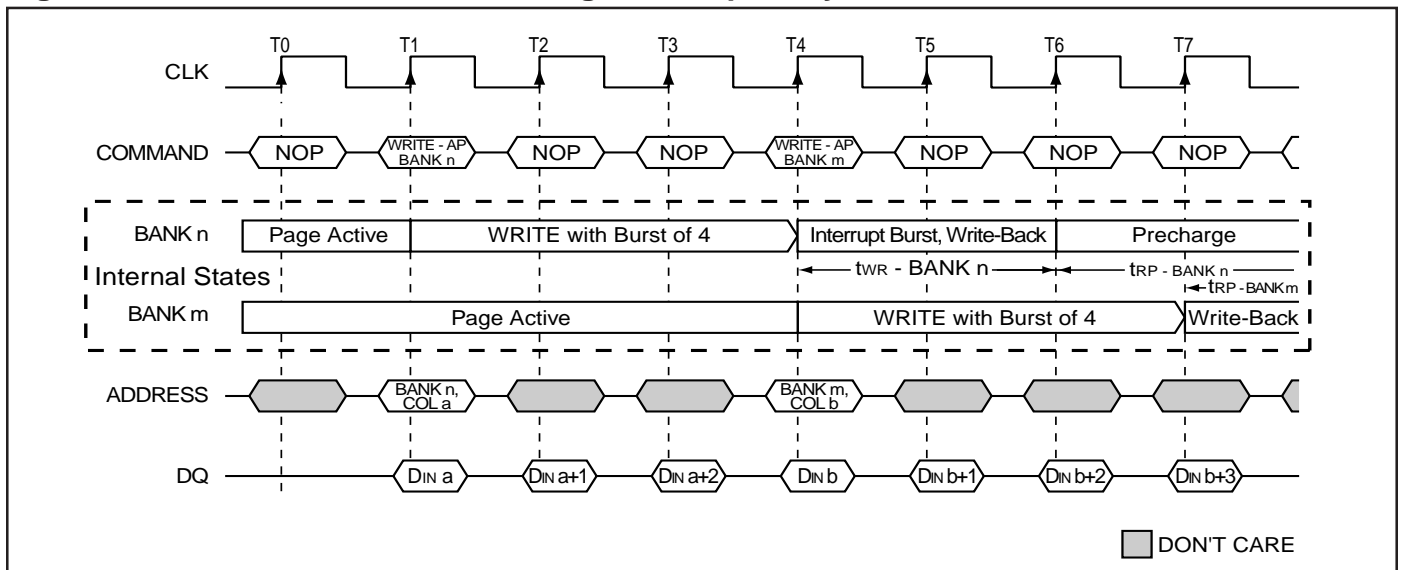 T0 T1 T2 T3 T4 T5 T6 T7
CLK
COMMAND NOP WRITE - AP BANK n NOP NOP WRITE - AP BANK m NOP NOP NOP
BANK n Page Active WRITE with Burst of 4 Interrupt Burst, Write-Back Precharge
Internal States tWR - BANK n tRP - BANK n
tRP - BANK m
BANK m Page Active WRITE with Burst of 4 Write-Back
ADDRESS BANK n, COL a BANK m, COL b
DQ DIN a DIN a+1 DIN a+2 DIN b DIN b+1 DIN b+2 DIN b+3
DON'T CARE